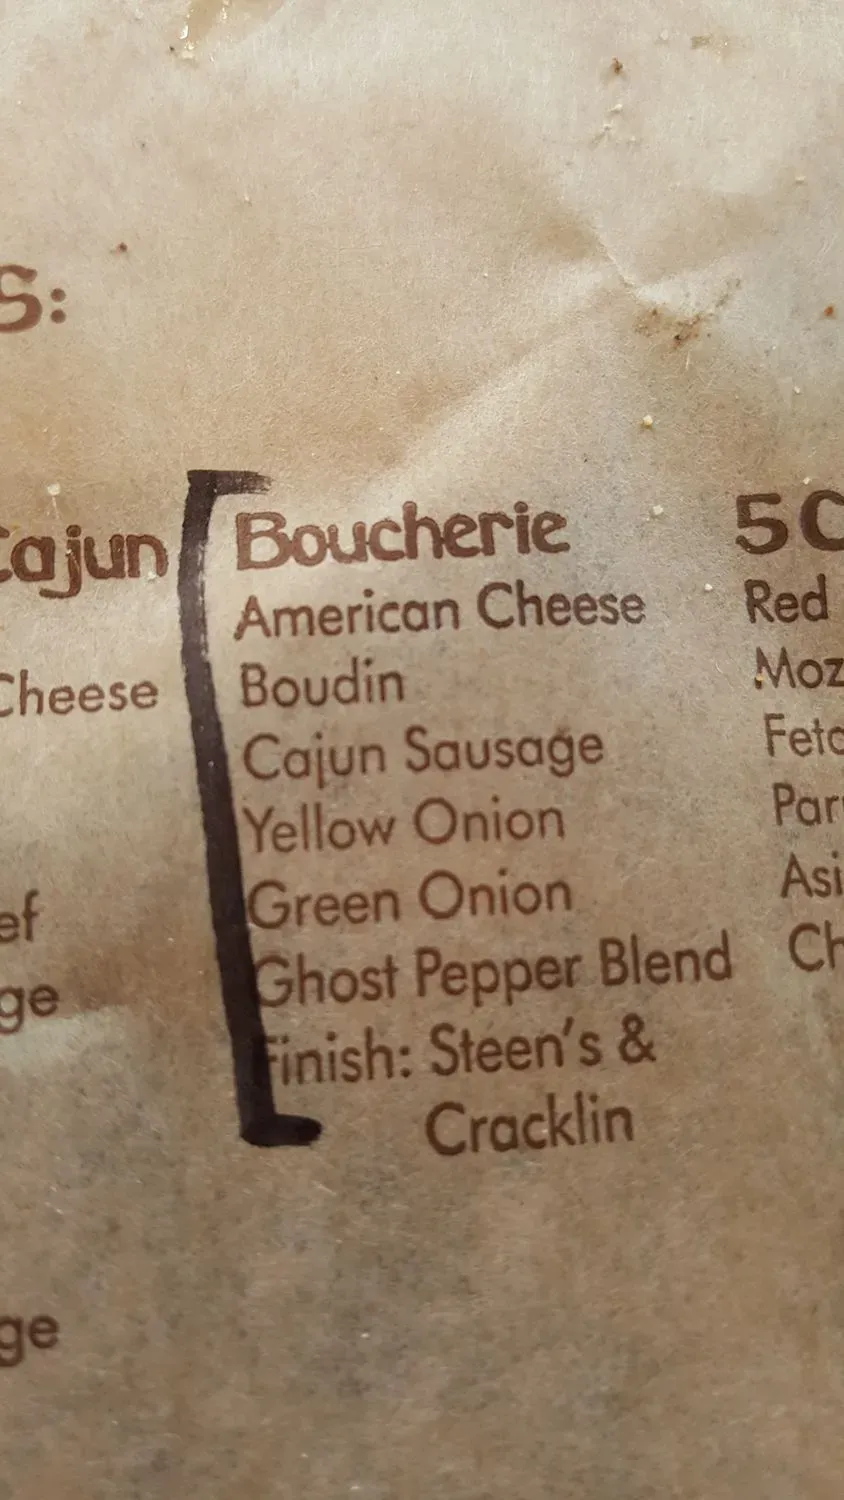 S:
Cajun
Cheese
ef
ge
ge
Boucherie
American Cheese
Boudin
Cajun Sausage
Yellow Onion
Green Onion
Ghost Pepper Blend
Finish: Steen's &
Cracklin
5 C
Red
Moz
Feta
Par
Asi
Ch